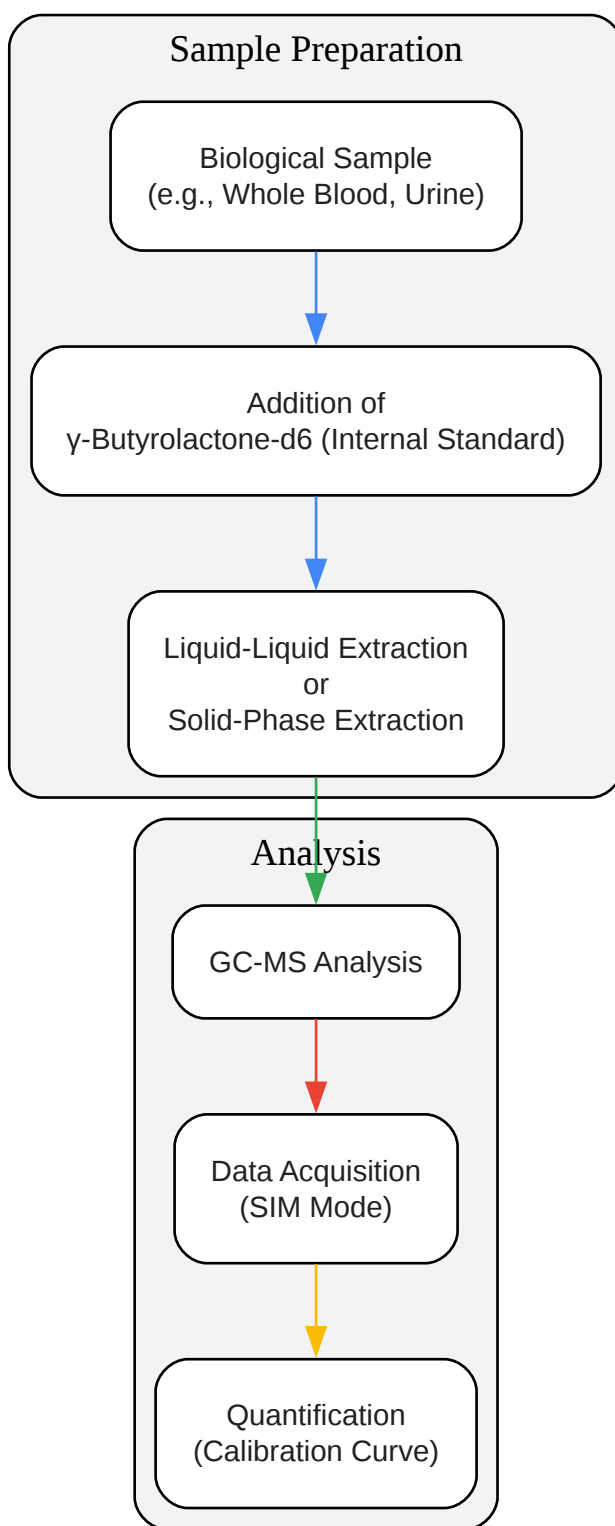 Sample Preparation
Biological Sample
(e.g., Whole Blood, Urine)
Addition of
γ-Butyrolactone-d6 (Internal Standard)
Liquid-Liquid Extraction
or
Solid-Phase Extraction
Analysis
GC-MS Analysis
Data Acquisition
(SIM Mode)
Quantification
(Calibration Curve)